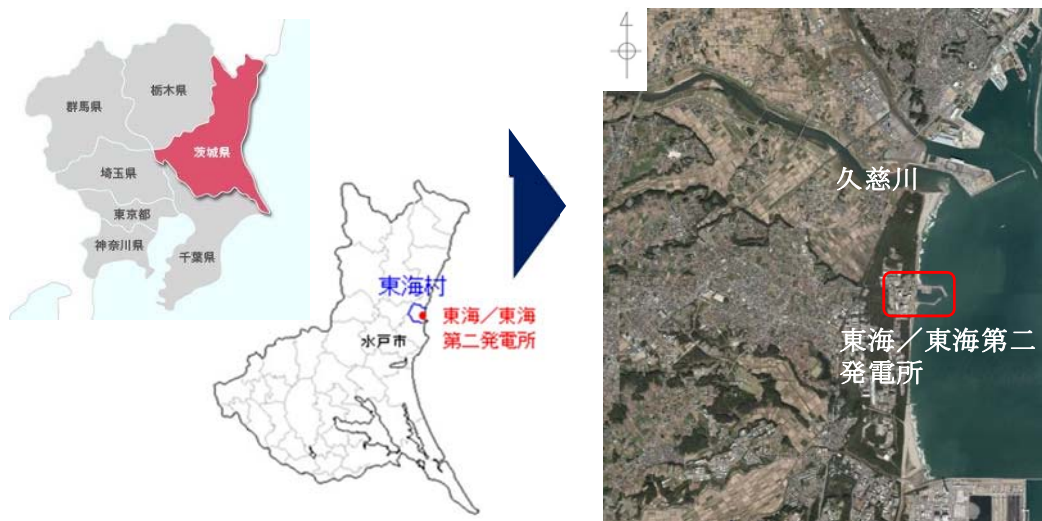 群馬県
栃木県
茨城県
埼玉県
東京都
神奈川県
千葉県
東海村
東海／東海
第二発電所
水戸市
久慈川
東海／東海第二
発電所